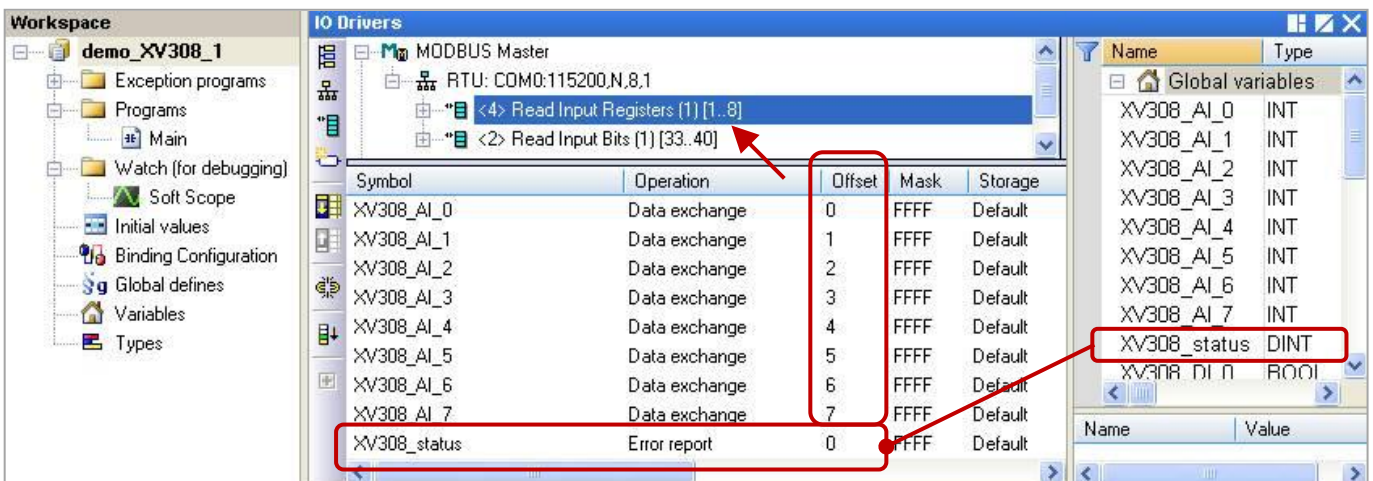 Workspace
demo_XV308_1
Exception programs
Programs
Main
Watch (for debugging)
Soft Scope
Initial values
Binding Configuration
Global defines
Variables
Types
IO Drivers
MODBUS Master
RTU: COM0:115200,N,8,1
<4> Read Input Registers (1) [1..8]
<2> Read Input Bits (1) [33..40]
Symbol Operation Offset Mask Storage
XV308_AI_0 Data exchange 0 FFFF Default
XV308_AI_1 Data exchange 1 FFFF Default
XV308_AI_2 Data exchange 2 FFFF Default
XV308_AI_3 Data exchange 3 FFFF Default
XV308_AI_4 Data exchange 4 FFFF Default
XV308_AI_5 Data exchange 5 FFFF Default
XV308_AI_6 Data exchange 6 FFFF Default
XV308_AI_7 Data exchange 7 FFFF Default
XV308_status Error report 0 FFFF Default
Name Type
Global variables
XV308_AI_0 INT
XV308_AI_1 INT
XV308_AI_2 INT
XV308_AI_3 INT
XV308_AI_4 INT
XV308_AI_5 INT
XV308_AI_6 INT
XV308_AI_7 INT
XV308_status DINT
XV308_DI_0 BOOL
Name Value